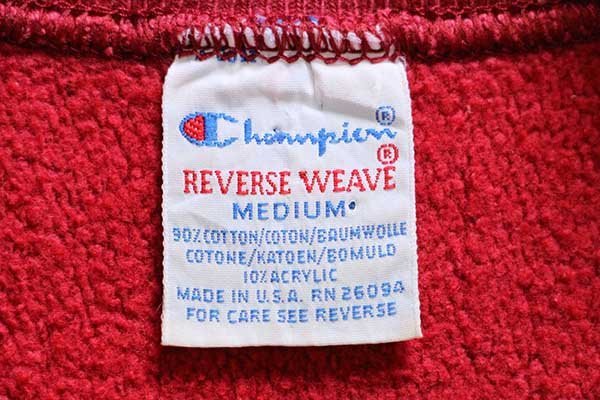 Champion®
REVERSE WEAVE®
MEDIUM
90% COTTON/COTON/BAUMWOLLE
COTONE/KATOEN/BOMULD
10% ACRYLIC
MADE IN U.S.A. RN 26094
FOR CARE SEE REVERSE